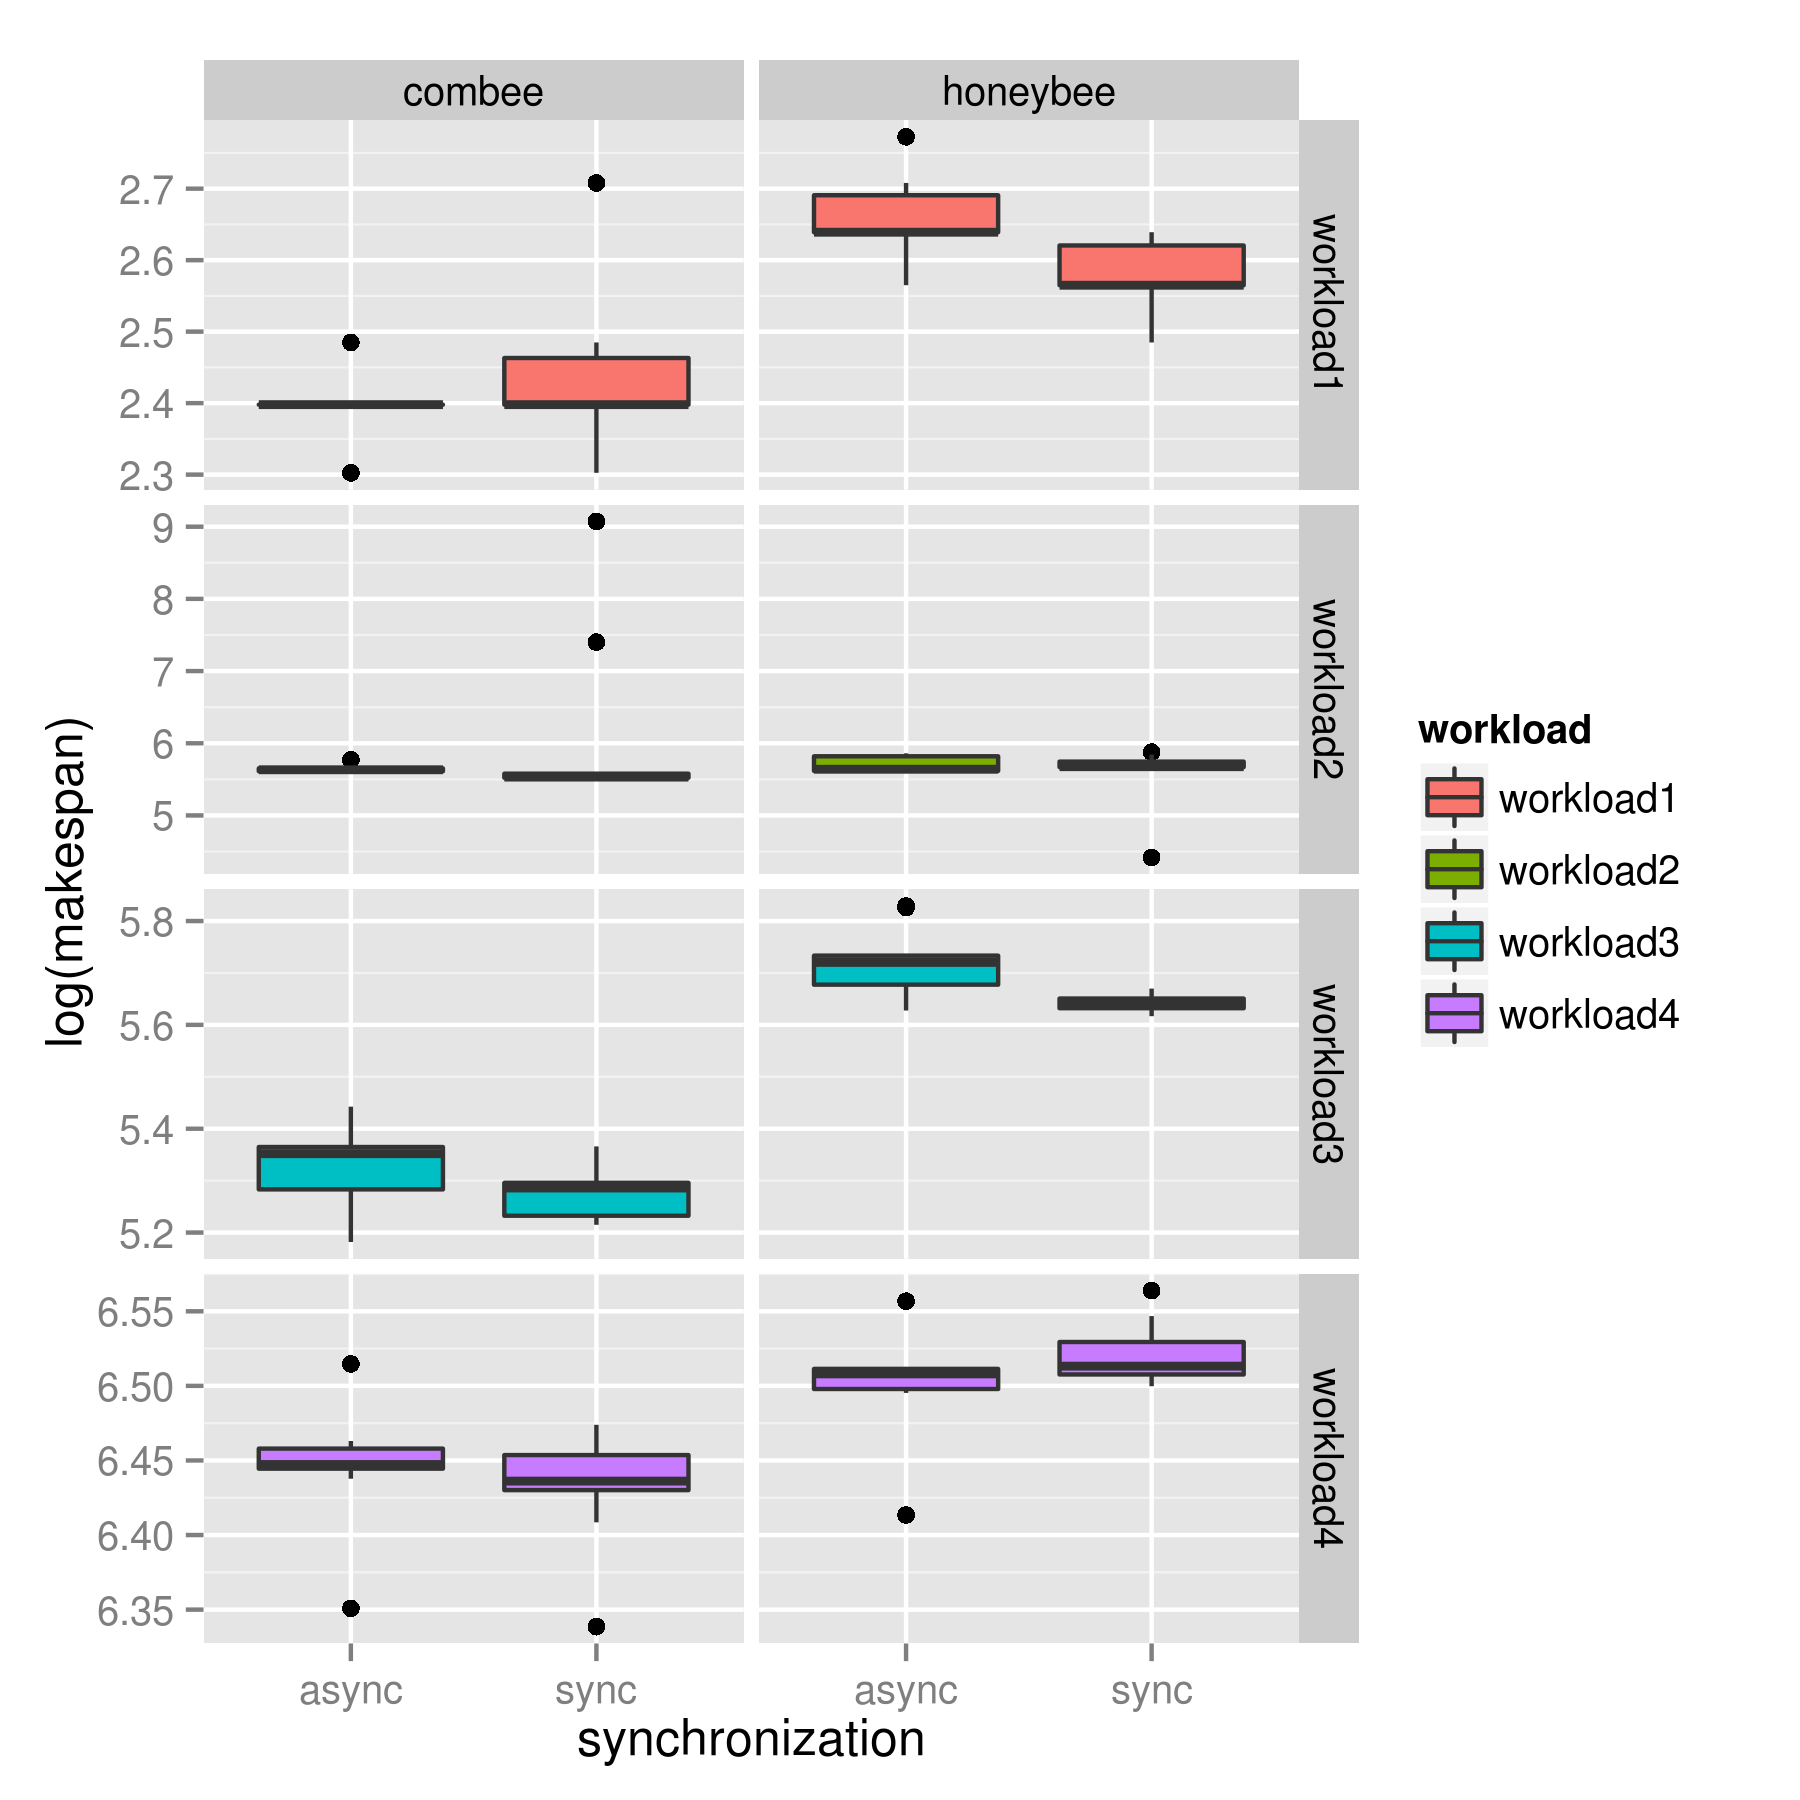 combee
honeybee
2.7
2.6
2.5
2.4
2.3
workload1
9
8
7
6
5
workload2
5.8
5.6
5.4
5.2
workload3
6.55
6.50
6.45
6.40
6.35
workload4
async
sync
async
sync
synchronization
log(makespan)
workload
workload1
workload2
workload3
workload4